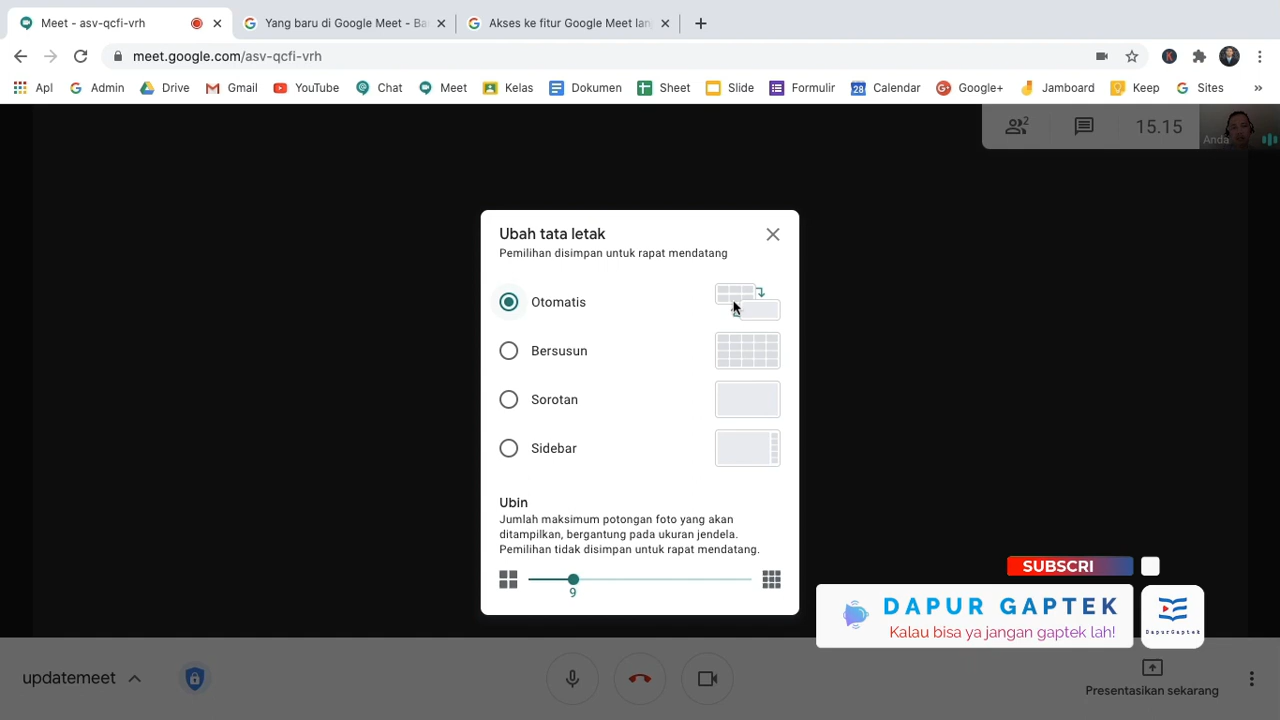 Meet - asv-qcfi-vrh
Yang baru di Google Meet - Ba
Akses ke fitur Google Meet lan
meet.google.com/asv-qcfi-vrh
Apl Admin Drive Gmail YouTube Chat Meet Kelas Dokumen Sheet Slide Formulir 28 Calendar Google+ Jamboard Keep Sites »
2 15.15 Anda
Ubah tata letak
Pemilihan disimpan untuk rapat mendatang
Otomatis
Bersusun
Sorotan
Sidebar
Ubin
Jumlah maksimum potongan foto yang akan
ditampilkan, bergantung pada ukuran jendela.
Pemilihan tidak disimpan untuk rapat mendatang.
9
SUBSCRI
DAPUR GAPTEK
Kalau bisa ya jangan gaptek lah!
DapurGaptek
updatemeet
Presentasikan sekarang